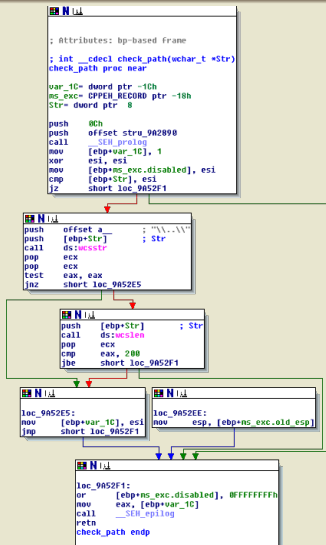 ; Attributes: bp-based frame
; int __cdecl check_path(wchar_t *Str)
check_path proc near
var_1C= dword ptr -1Ch
ms_exc= CPPEH_RECORD ptr -18h
Str= dword ptr  8
push    0Ch
push    offset stru_9A2890
call    __SEH_prolog
mov     [ebp+var_1C], 1
xor     esi, esi
mov     [ebp+ms_exc.disabled], esi
cmp     [ebp+Str], esi
jz      short loc_9A52F1
push    offset a__      ; "\\..\\"
push    [ebp+Str]       ; Str
call    ds:wcsstr
pop     ecx
pop     ecx
test    eax, eax
jnz     short loc_9A52E5
push    [ebp+Str]       ; Str
call    ds:wcslen
pop     ecx
cmp     eax, 200
jbe     short loc_9A52F1
loc_9A52E5:
mov     [ebp+var_1C], esi
jmp     short loc_9A52F1
loc_9A52EE:
mov     esp, [ebp+ms_exc.old_esp]
loc_9A52F1:
or      [ebp+ms_exc.disabled], 0FFFFFFFFh
mov     eax, [ebp+var_1C]
call    __SEH_epilog
retn
check_path endp